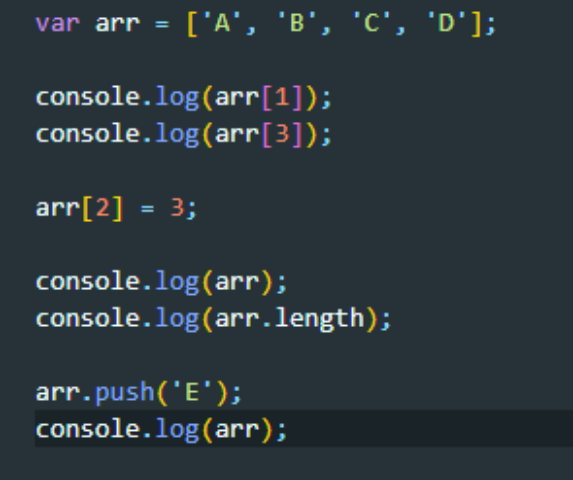 var arr = ['A', 'B', 'C', 'D'];
console.log(arr[1]);
console.log(arr[3]);
arr[2] = 3;
console.log(arr);
console.log(arr.length);
arr.push('E');
console.log(arr);